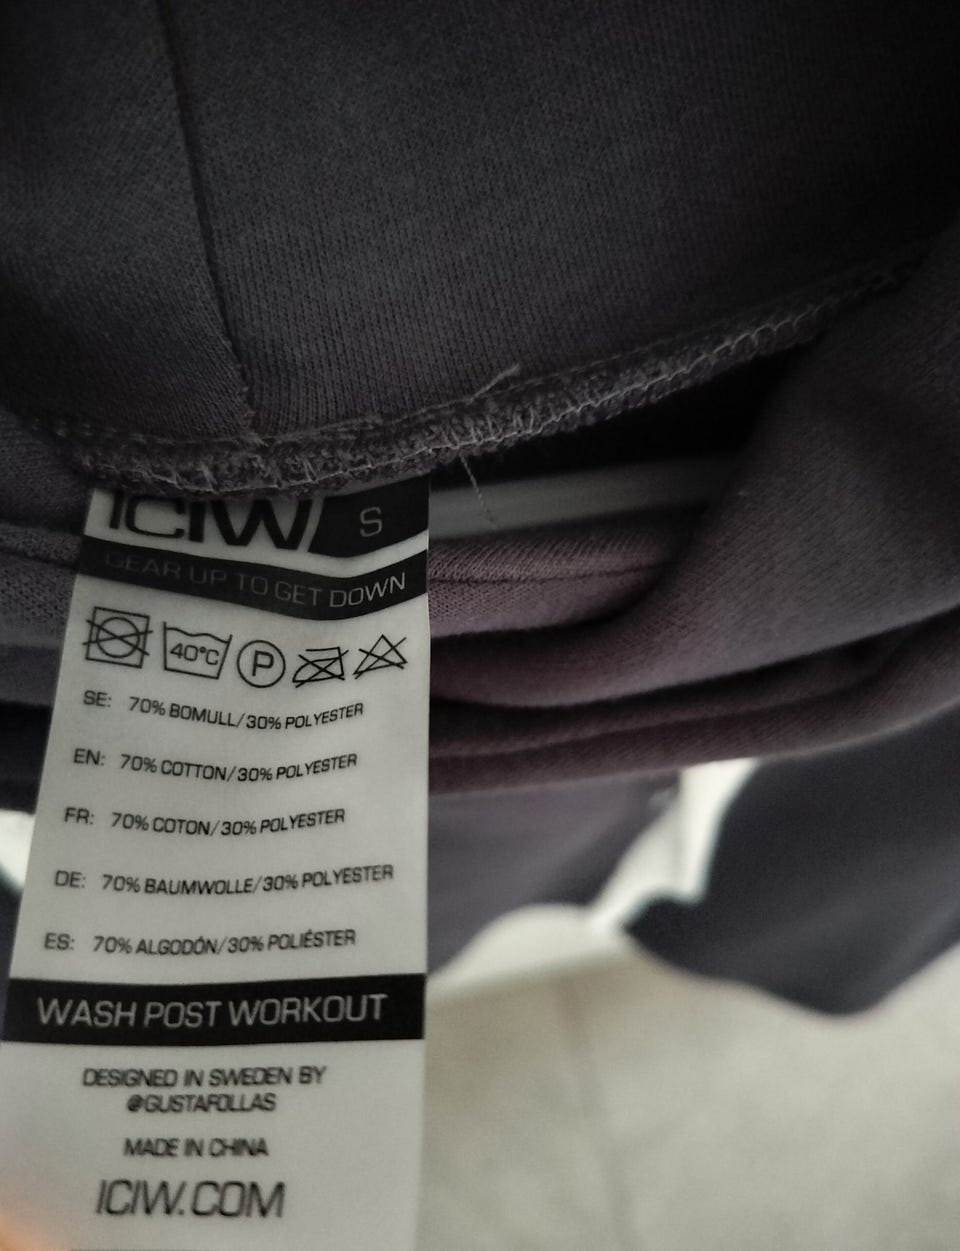 ICIW S
GEAR UP TO GET DOWN
40°C P
SE: 70% BOMULL/30% POLYESTER
EN: 70% COTTON/30% POLYESTER
FR: 70% COTON/30% POLYESTER
DE: 70% BAUMWOLLE/30% POLYESTER
ES: 70% ALGODÓN/30% POLIÉSTER
WASH POST WORKOUT
DESIGNED IN SWEDEN BY
@GUSTAFOLLAS
MADE IN CHINA
ICIW.COM